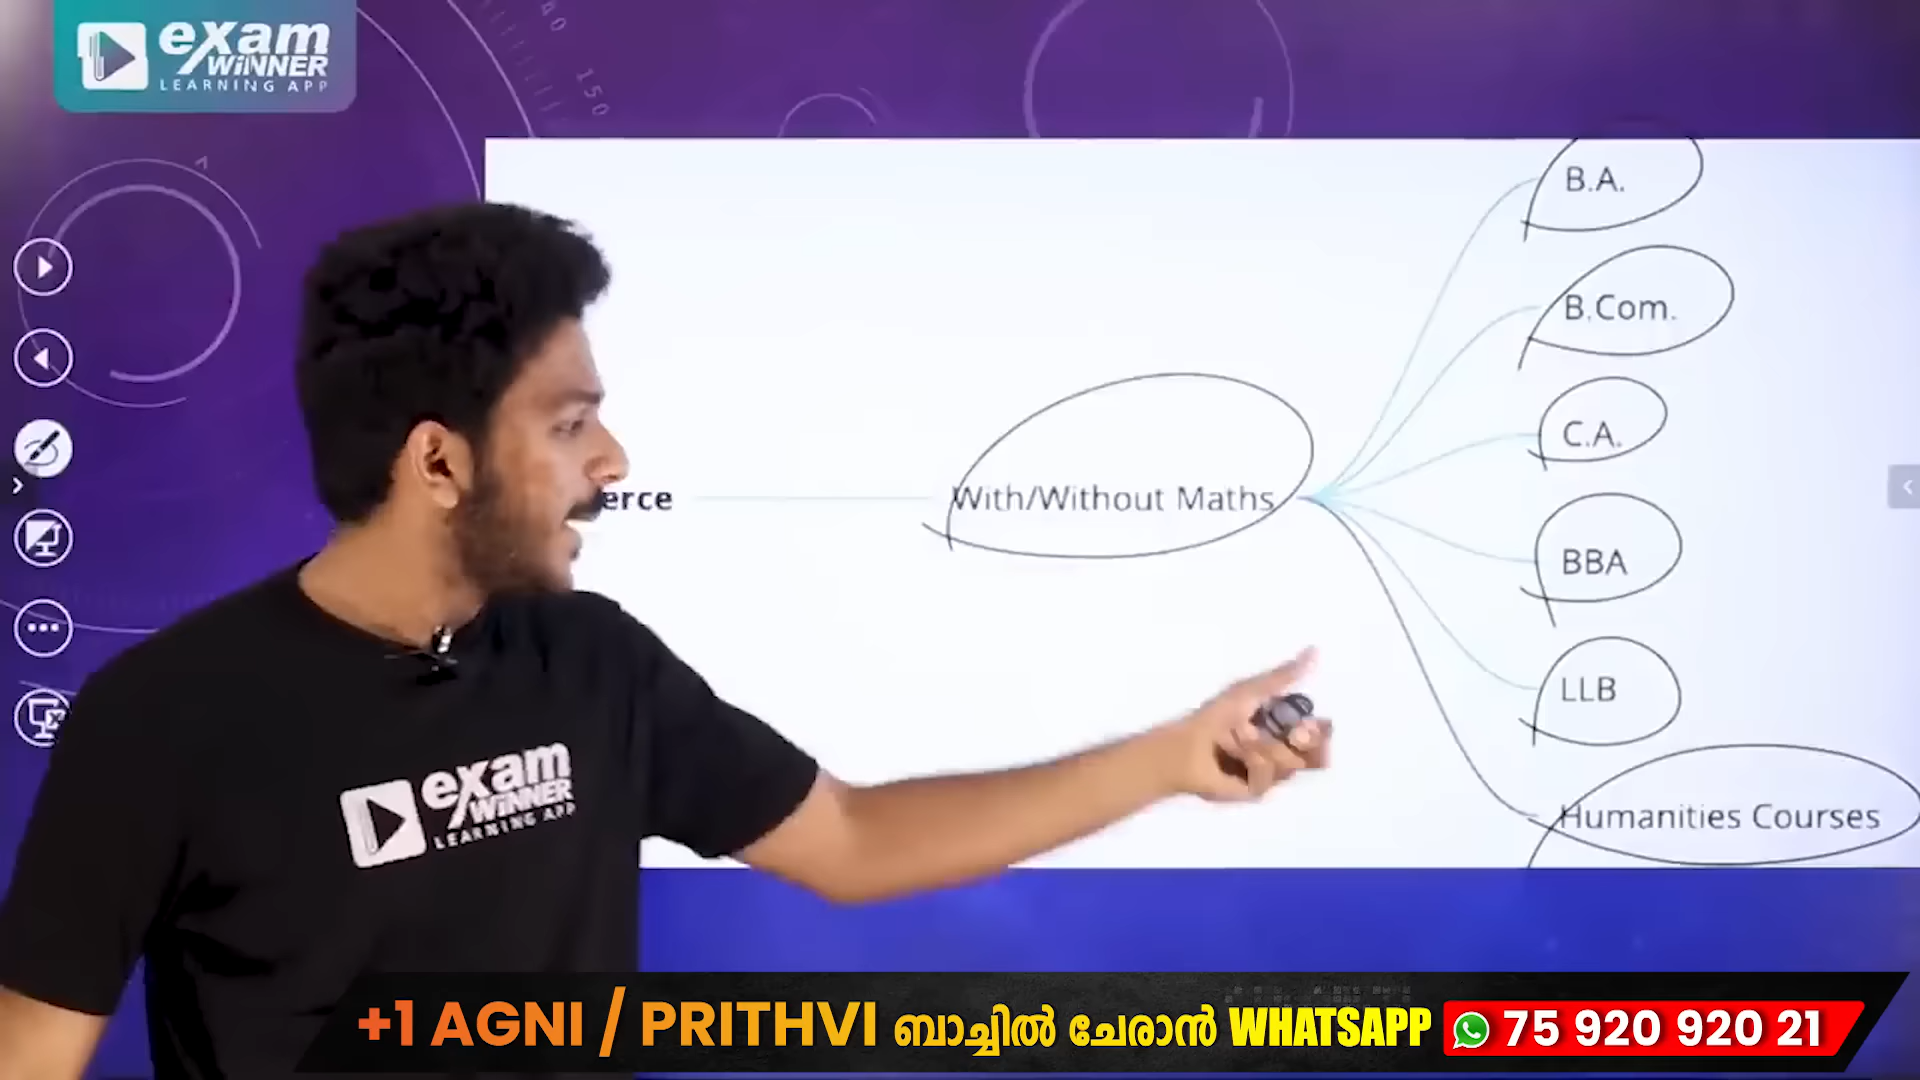 exam
WINNER
LEARNING APP
B.A.
B.Com.
C.A.
erce
With/Without Maths
BBA
LLB
Humanities Courses
exam
WINNER
LEARNING APP
+1 AGNI / PRITHVI ബാച്ചിൽ ചേരാൻ WHATSAPP 75 920 920 21